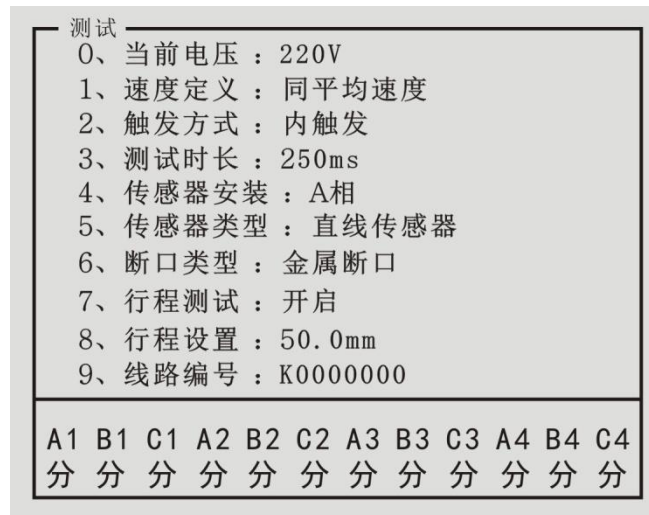 测试
0、当前电压：220V
1、速度定义：同平均速度
2、触发方式：内触发
3、测试时长：250ms
4、传感器安装：A相
5、传感器类型：直线传感器
6、断口类型：金属断口
7、行程测试：开启
8、行程设置：50.0mm
9、线路编号：K0000000
A1 B1 C1 A2 B2 C2 A3 B3 C3 A4 B4 C4
分 分 分 分 分 分 分 分 分 分 分 分